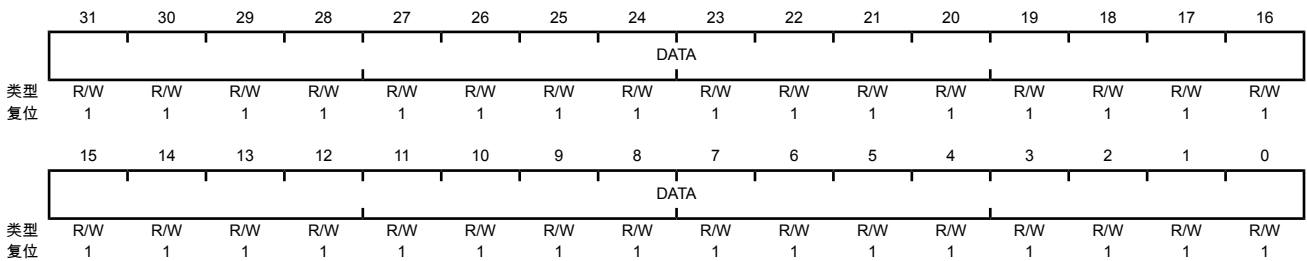 31 30 29 28 27 26 25 24 23 22 21 20 19 18 17 16
DATA
类型 R/W R/W R/W R/W R/W R/W R/W R/W R/W R/W R/W R/W R/W R/W R/W R/W
复位 1 1 1 1 1 1 1 1 1 1 1 1 1 1 1 1
15 14 13 12 11 10 9 8 7 6 5 4 3 2 1 0
DATA
类型 R/W R/W R/W R/W R/W R/W R/W R/W R/W R/W R/W R/W R/W R/W R/W R/W
复位 1 1 1 1 1 1 1 1 1 1 1 1 1 1 1 1